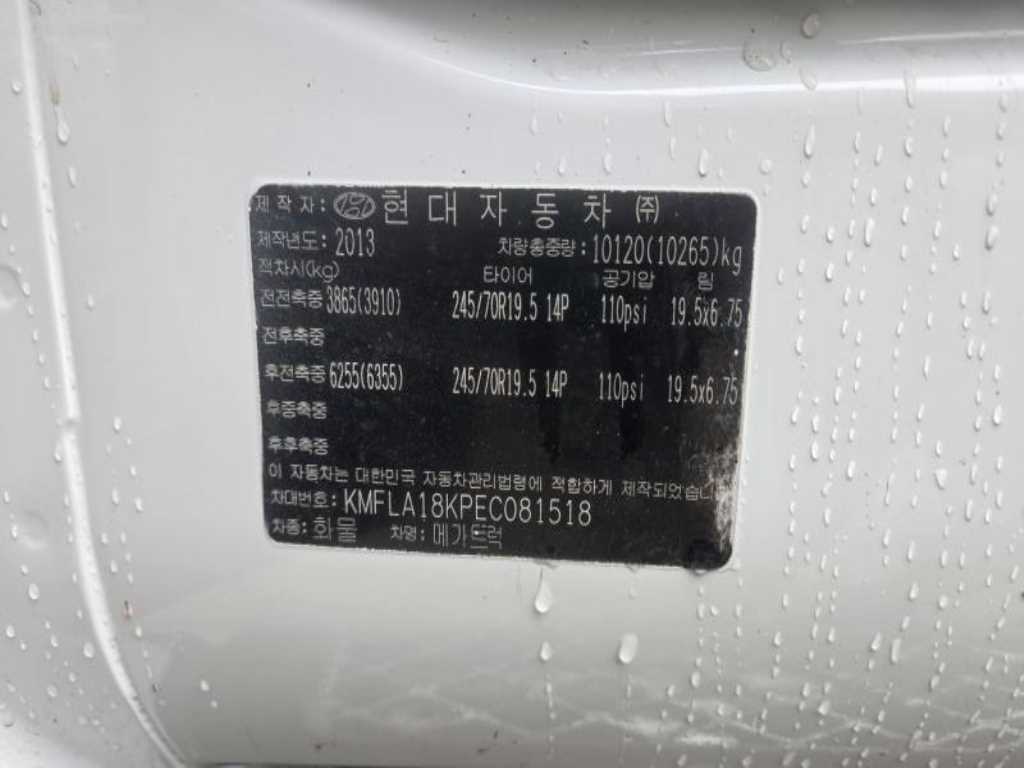 제 작 자 : 현 대 자 동 차 ㈜
제작년도 : 2013 차량총중량 : 10120(10265)kg
적차시(kg) 타이어 공기압 림
전전축중 3865(3910) 245/70R19.5 14P 110psi 19.5x6.75
전후축중
후전축중 6255(6355) 245/70R19.5 14P 110psi 19.5x6.75
후중축중
후후축중
이 자동차는 대한민국 자동차관리법령에 적합하게 제작되었습니다
차대번호 : KMFLA18KPEC081518
차종 : 화물 차명 : 메가트럭